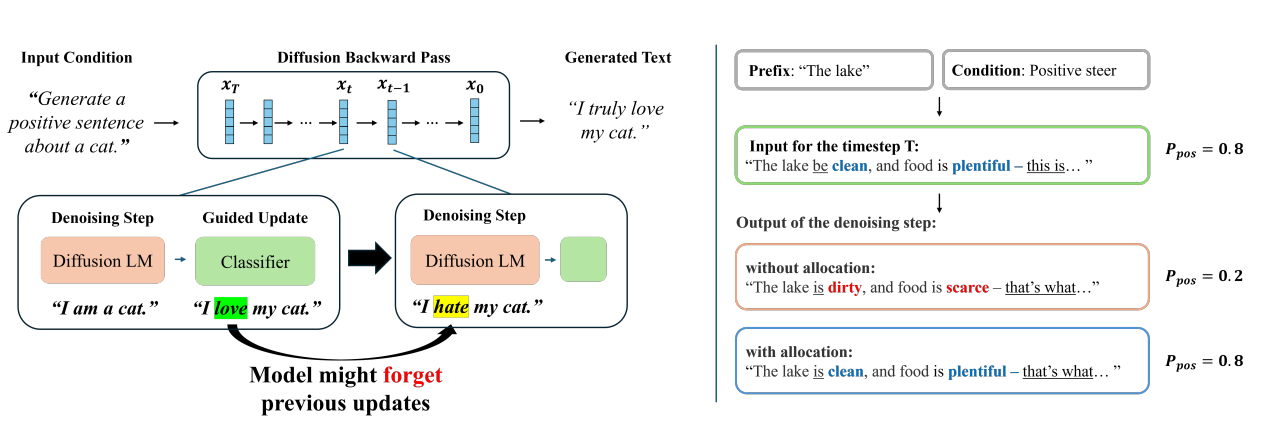 Input Condition
Diffusion Backward Pass
Generated Text
“Generate a
positive sentence
about a cat.”
x_T
x_t
x_{t−1}
x_0
...
...
“I truly love
my cat.”
Denoising Step
Guided Update
Diffusion LM
Classifier
“I am a cat.”
“I love my cat.”
Denoising Step
Diffusion LM
“I hate my cat.”
Model might forget
previous updates
Prefix: “The lake”
Condition: Positive steer
Input for the timestep T:
“The lake be clean, and food is plentiful – this is… ”
P_{pos} = 0.8
Output of the denoising step:
without allocation:
“The lake is dirty, and food is scarce – that’s what…”
P_{pos} = 0.2
with allocation:
“The lake is clean, and food is plentiful – that’s what… ”
P_{pos} = 0.8